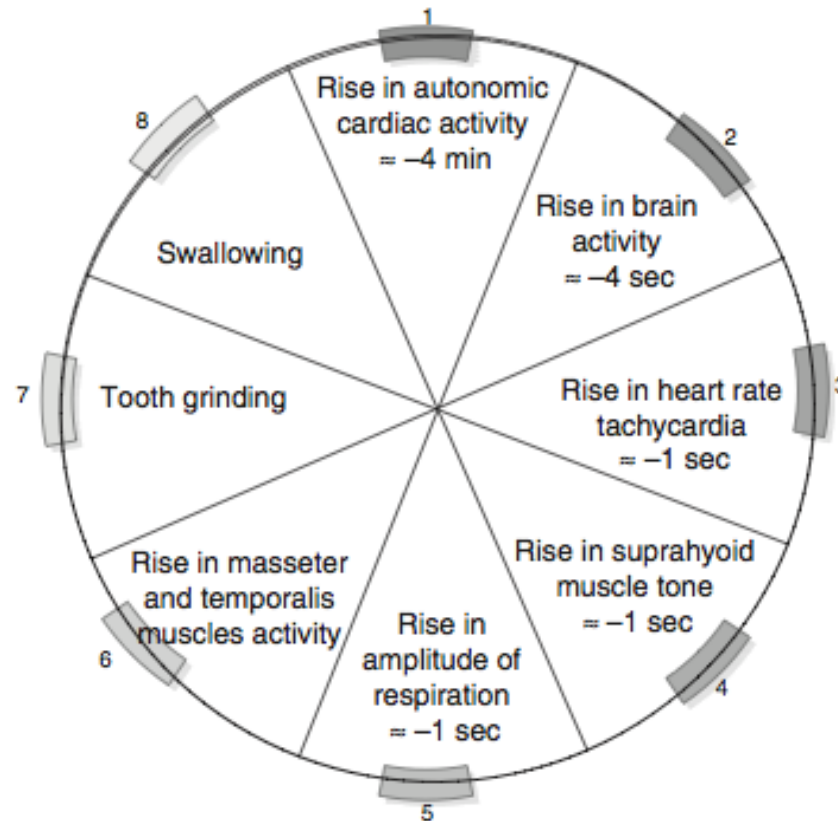 1
Rise in autonomic
cardiac activity
≈ –4 min
2
Rise in brain
activity
≈ –4 sec
3
Rise in heart rate
tachycardia
≈ –1 sec
4
Rise in suprahyoid
muscle tone
≈ –1 sec
5
Rise in
amplitude of
respiration
≈ –1 sec
6
Rise in masseter
and temporalis
muscles activity
7
Tooth grinding
8
Swallowing